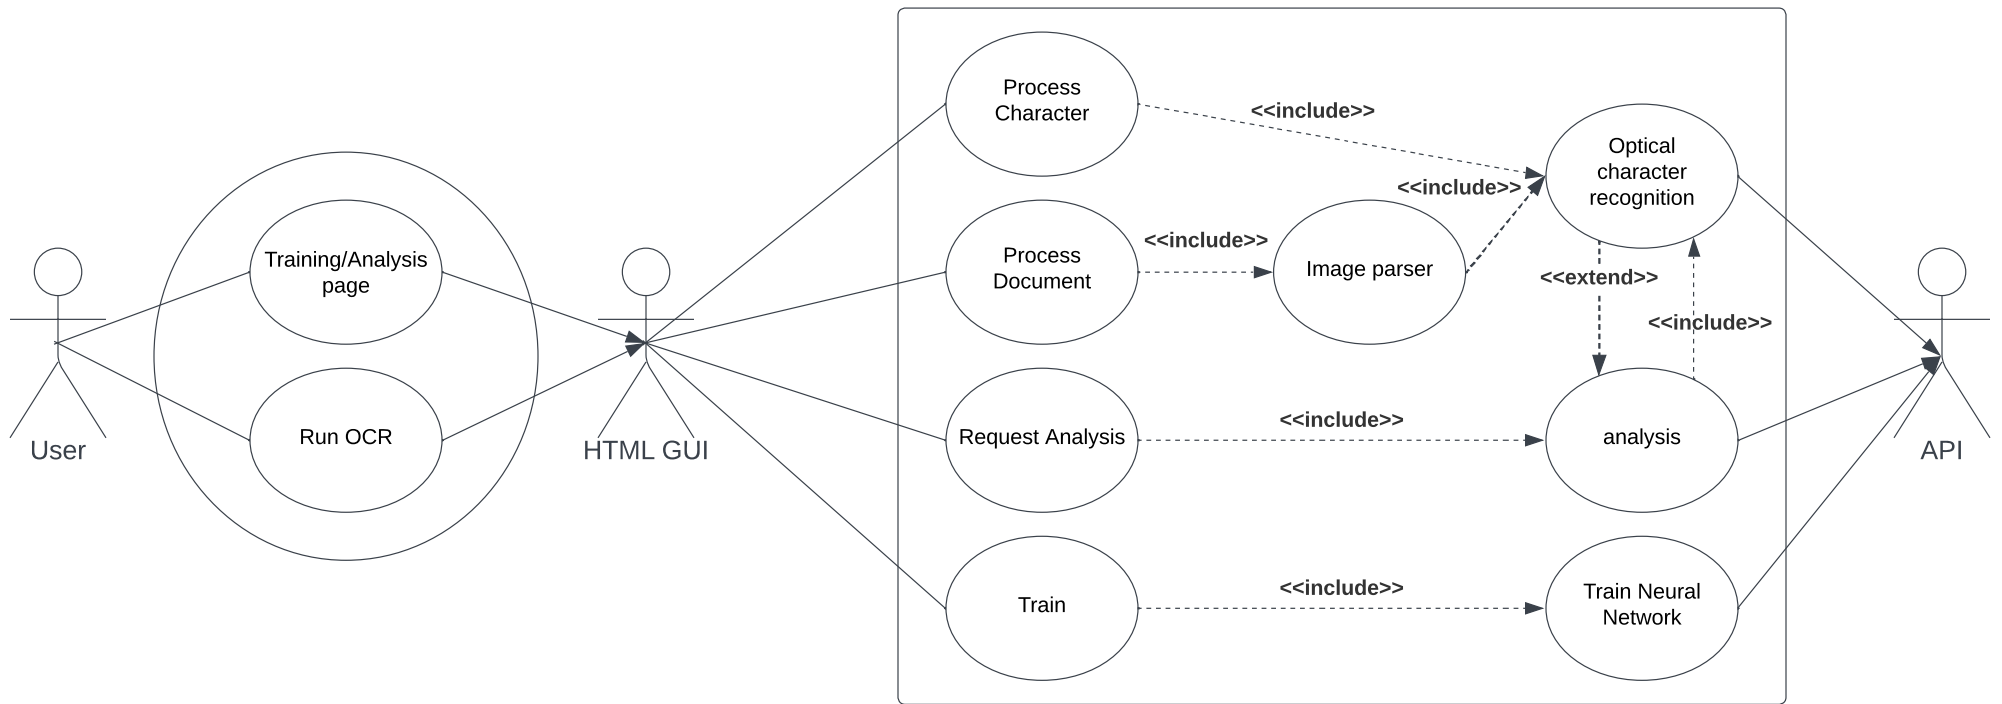 Process
Character
<<include>>
Optical
character
recognition
<<include>>
Training/Analysis
page
Process
Document
<<include>>
Image parser
<<extend>>
<<include>>
User
Run OCR
HTML GUI
Request Analysis
<<include>>
analysis
API
Train
<<include>>
Train Neural
Network